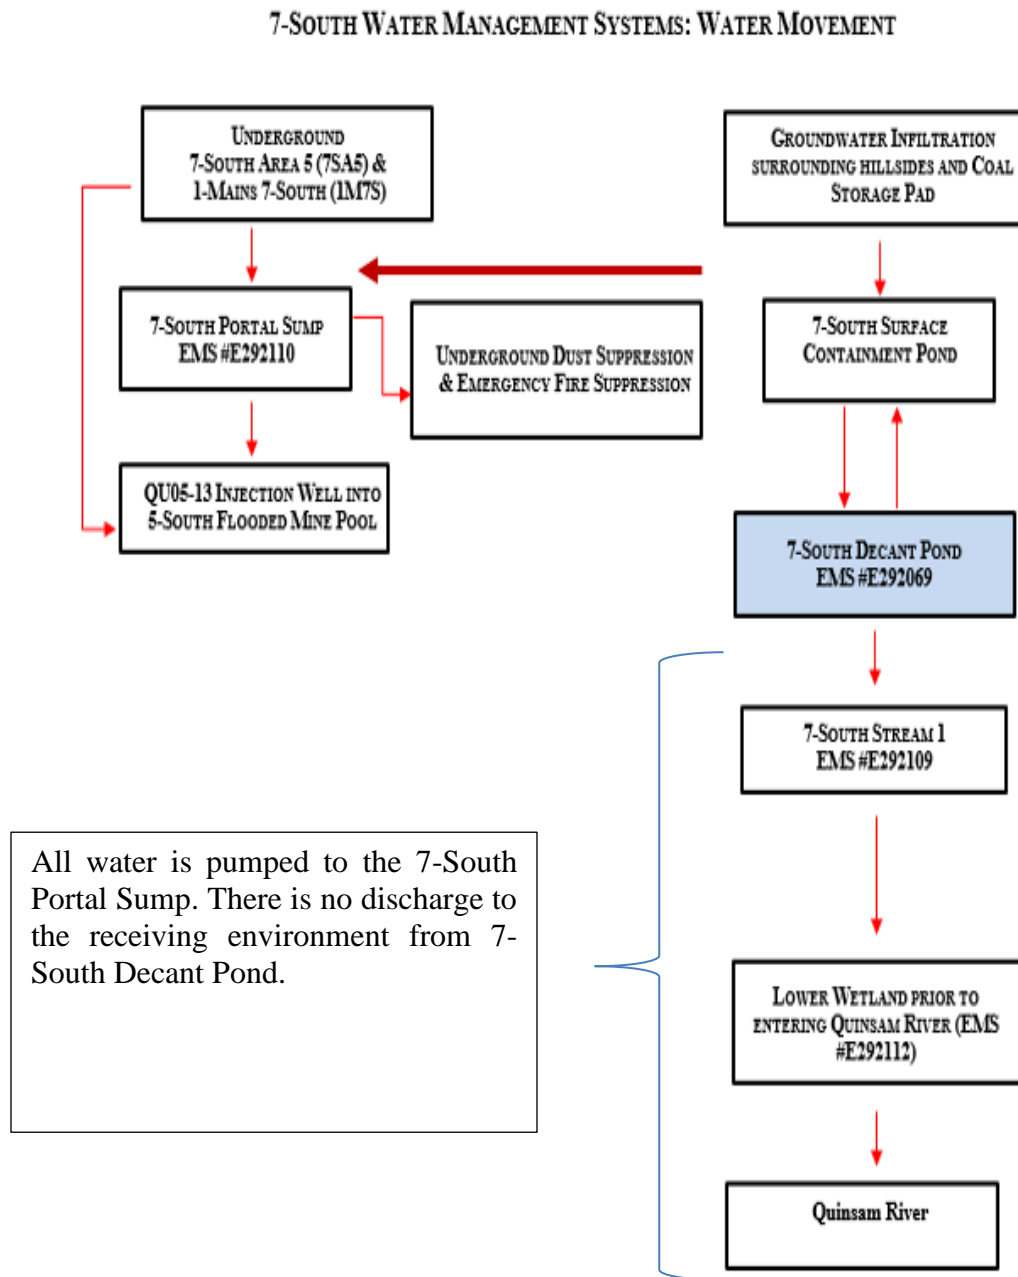 7-South Water Management Systems: Water Movement
Underground
7-South Area 5 (7SA5) &
1-Mains 7-South (1M7S)
Groundwater Infiltration
surrounding hillsides and Coal
Storage Pad
7-South Portal Sump
EMS #E292110
Underground Dust Suppression
& Emergency Fire Suppression
7-South Surface
Containment Pond
QU05-13 Injection Well into
5-South Flooded Mine Pool
7-South Decant Pond
EMS #E292069
7-South Stream 1
EMS #E292109
All water is pumped to the 7-South
Portal Sump. There is no discharge to
the receiving environment from 7-
South Decant Pond.
Lower Wetland prior to
entering Quinsam River (EMS
#E292112)
Quinsam River